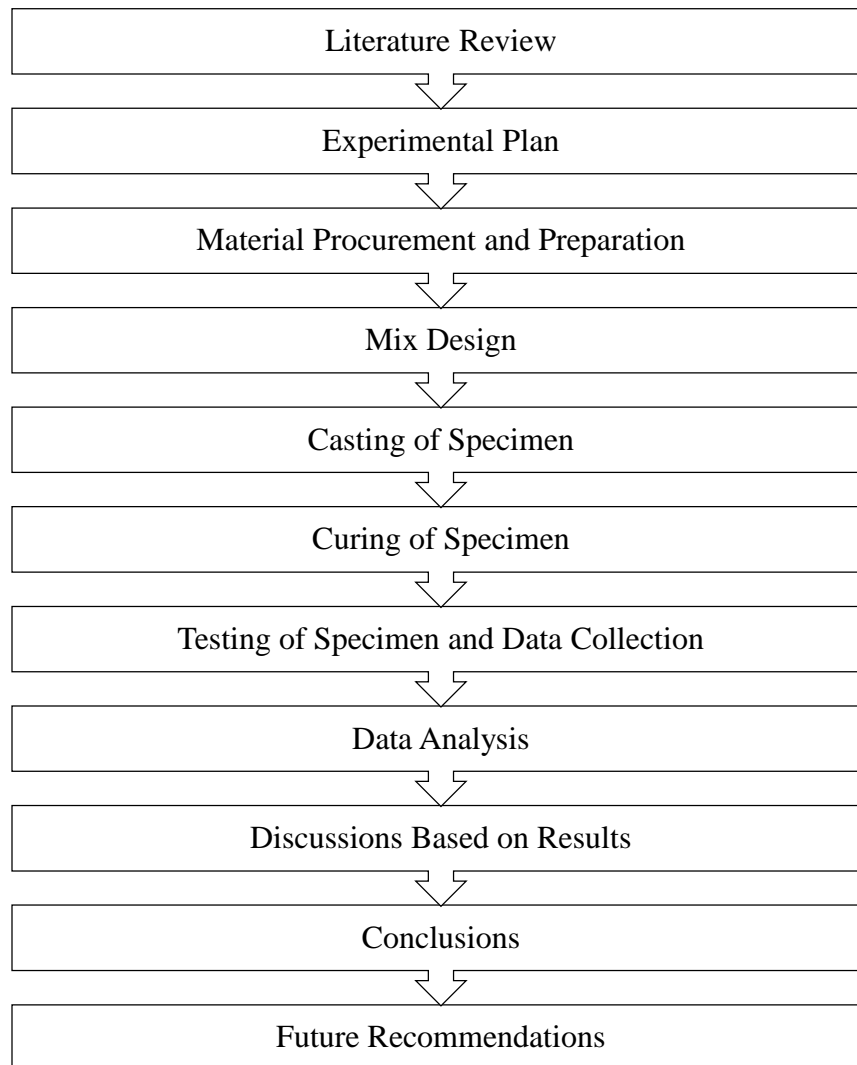 Literature Review
Experimental Plan
Material Procurement and Preparation
Mix Design
Casting of Specimen
Curing of Specimen
Testing of Specimen and Data Collection
Data Analysis
Discussions Based on Results
Conclusions
Future Recommendations